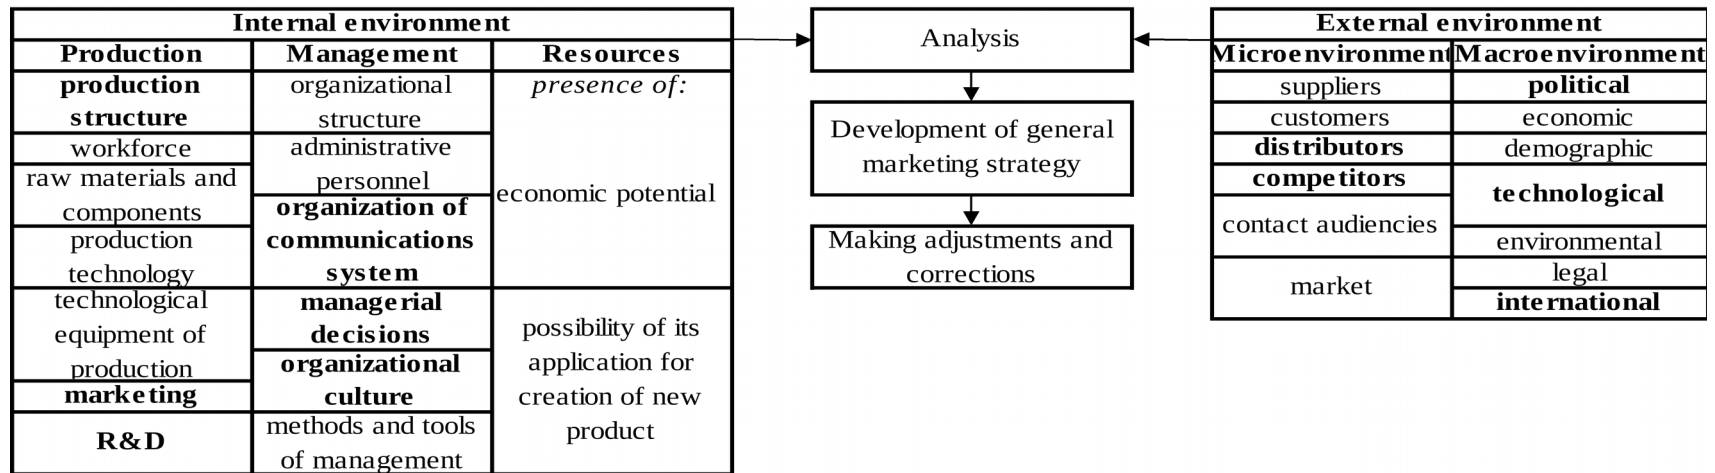 Internal environment
Production
Management
Resources
production
structure
workforce
raw materials and
components
production
technology
technological
equipment of
production
marketing
R&D
organizational
structure
administrative
personnel
organization of
communications
system
managerial
decisions
organizational
culture
methods and tools
of management
presence of:
economic potential
possibility of its
application for
creation of new
product
Analysis
Development of general
marketing strategy
Making adjustments and
corrections
External environment
Microenvironment
Macroenvironment
suppliers
customers
distributors
competitors
contact audiences
market
political
economic
demographic
technological
environmental
legal
international